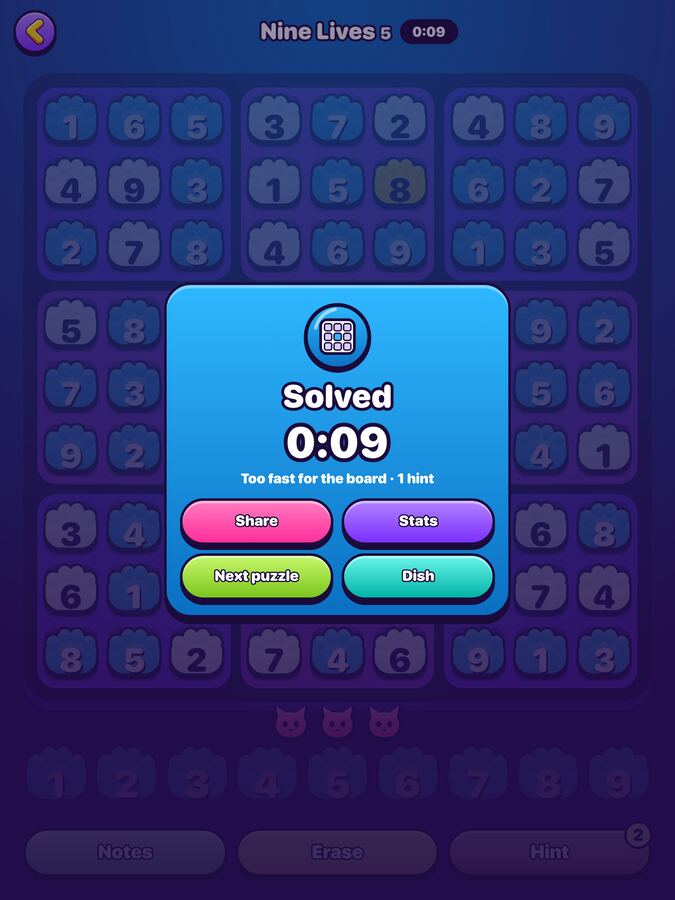 Nine Lives 5 0:09
1 6 5 3 7 2 4 8 9
4 9 3 1 5 8 6 2 7
2 7 8 4 6 9 1 3 5
5 8 9 2
Solved
7 3 5 6
0:09
9 2 4 1
Too fast for the board · 1 hint
3 4 Share Stats 6 8
6 1 Next puzzle Dish 7 4
8 5 2 7 4 6 9 1 3
1 2 3 4 5 6 7 8 9
Notes Erase Hint 2